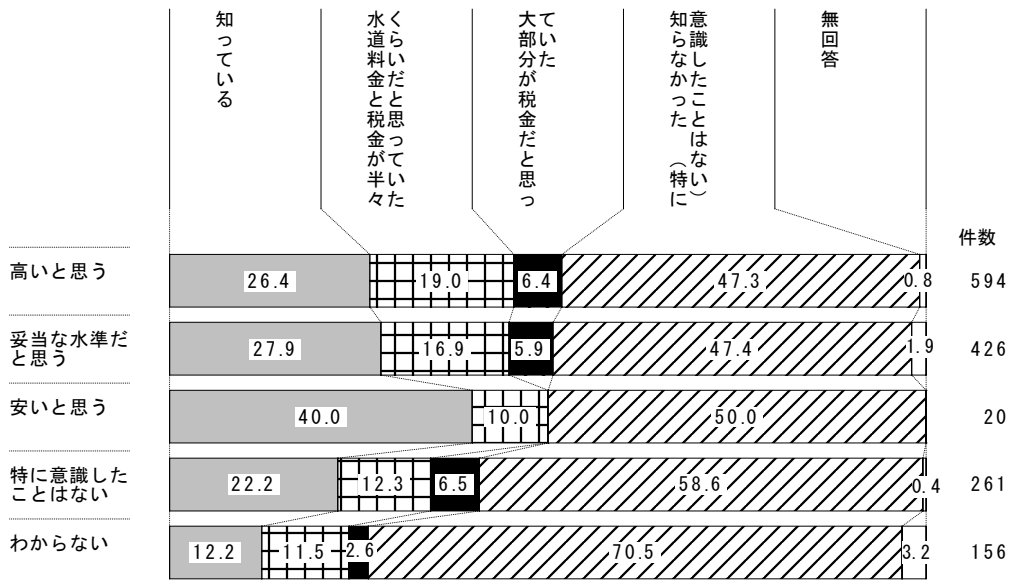 知っている
水道料金と税金が半々
くらいだと思っていた
大部分が税金だと思っ
ていた
知らなかった（特に
意識したことはない）
無回答
件数
高いと思う
26.4
19.0
6.4
47.3
0.8
594
妥当な水準だ
と思う
27.9
16.9
5.9
47.4
1.9
426
安いと思う
40.0
10.0
50.0
20
特に意識した
ことはない
22.2
12.3
6.5
58.6
0.4
261
わからない
12.2
11.5
2.6
70.5
3.2
156